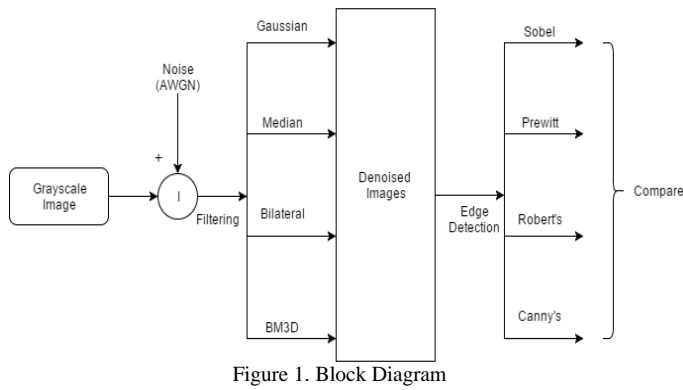 Gaussian
Sobel
Noise
(AWGN)
Median
Prewitt
+
Grayscale
Image
I
Filtering
Denoised
Images
Edge
Detection
Compare
Bilateral
Robert's
BM3D
Canny's
Figure 1. Block Diagram